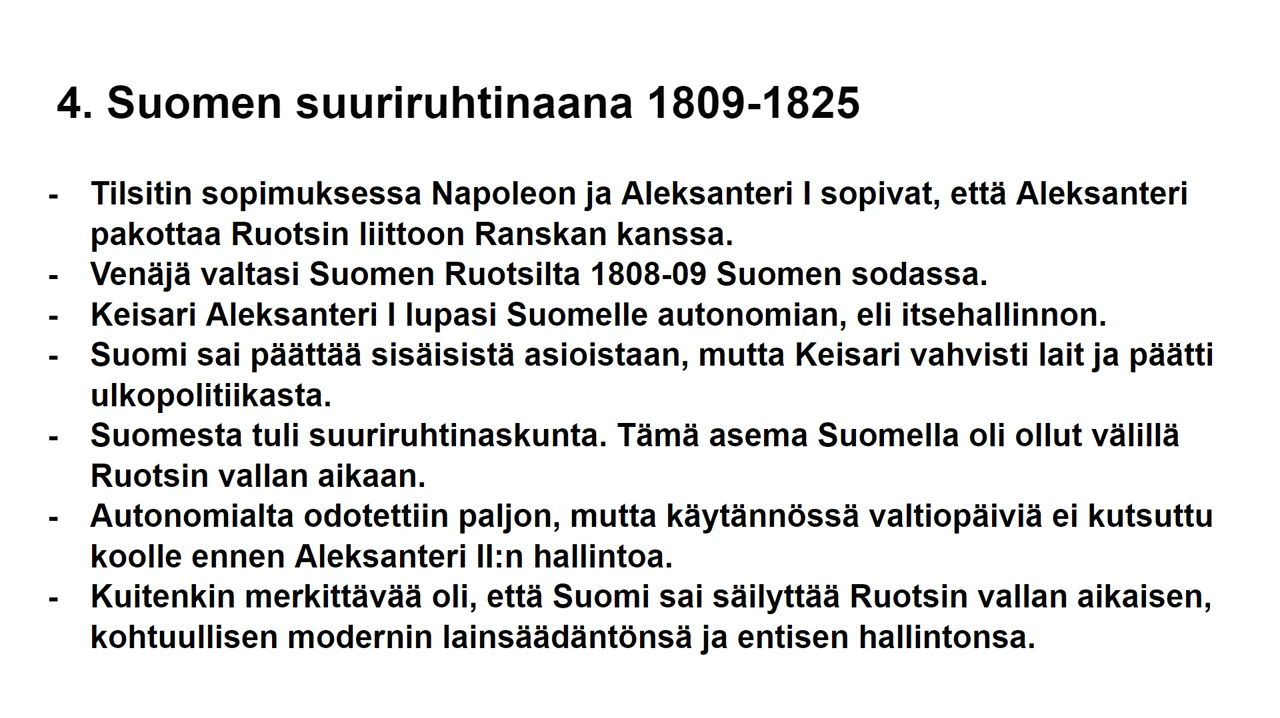 4. Suomen suuriruhtinaana 1809-1825
- Tilsitin sopimuksessa Napoleon ja Aleksanteri I sopivat, että Aleksanteri
pakottaa Ruotsin liittoon Ranskan kanssa.
- Venäjä valtasi Suomen Ruotsilta 1808-09 Suomen sodassa.
- Keisari Aleksanteri I lupasi Suomelle autonomian, eli itsehallinnon.
- Suomi sai päättää sisäisistä asioistaan, mutta Keisari vahvisti lait ja päätti
ulkopolitiikasta.
- Suomesta tuli suuriruhtinaskunta. Tämä asema Suomella oli ollut välillä
Ruotsin vallan aikaan.
- Autonomialta odotettiin paljon, mutta käytännössä valtiopäiviä ei kutsuttu
koolle ennen Aleksanteri II:n hallintoa.
- Kuitenkin merkittävää oli, että Suomi sai säilyttää Ruotsin vallan aikaisen,
kohtuullisen modernin lainsäädäntönsä ja entisen hallintonsa.